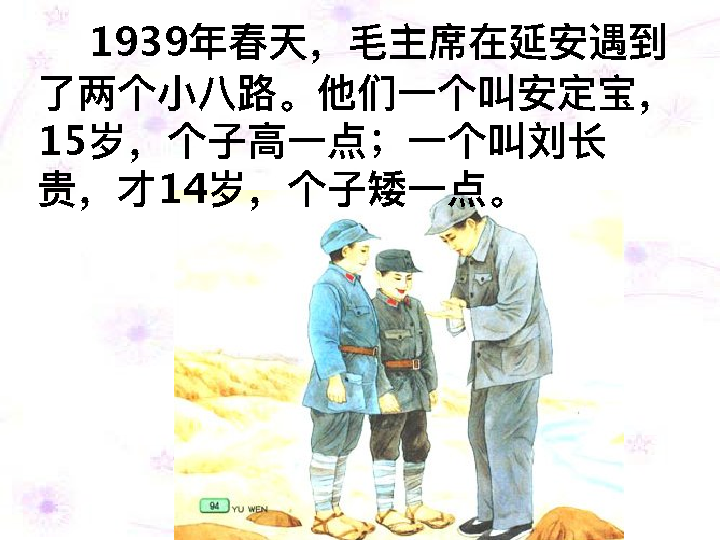 1939年春天，毛主席在延安遇到
了两个小八路。他们一个叫安定宝，
15岁，个子高一点；一个叫刘长
贵，才14岁，个子矮一点。
94 YU WEN